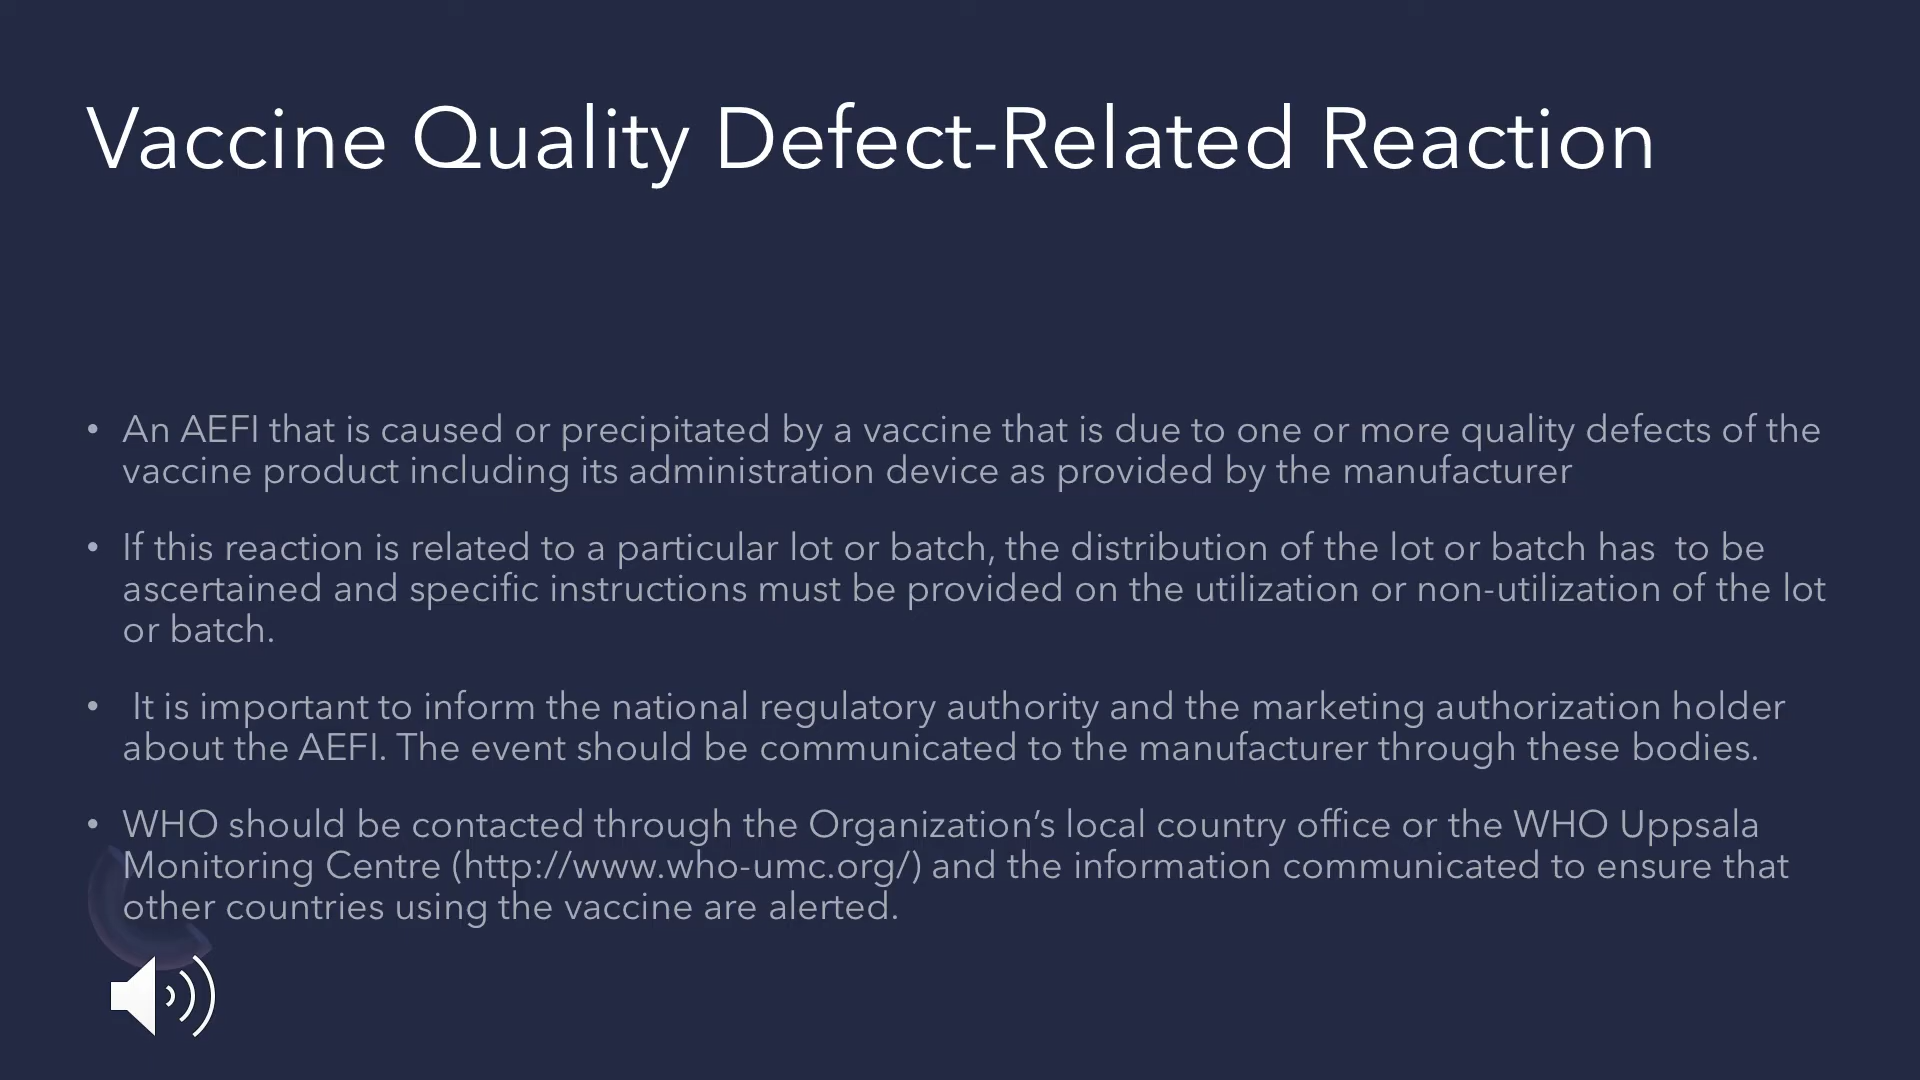 Vaccine Quality Defect-Related Reaction
• An AEFI that is caused or precipitated by a vaccine that is due to one or more quality defects of the
vaccine product including its administration device as provided by the manufacturer
• If this reaction is related to a particular lot or batch, the distribution of the lot or batch has  to be
ascertained and specific instructions must be provided on the utilization or non-utilization of the lot
or batch.
•  It is important to inform the national regulatory authority and the marketing authorization holder
about the AEFI. The event should be communicated to the manufacturer through these bodies.
• WHO should be contacted through the Organization’s local country office or the WHO Uppsala
Monitoring Centre (http://www.who-umc.org/) and the information communicated to ensure that
other countries using the vaccine are alerted.